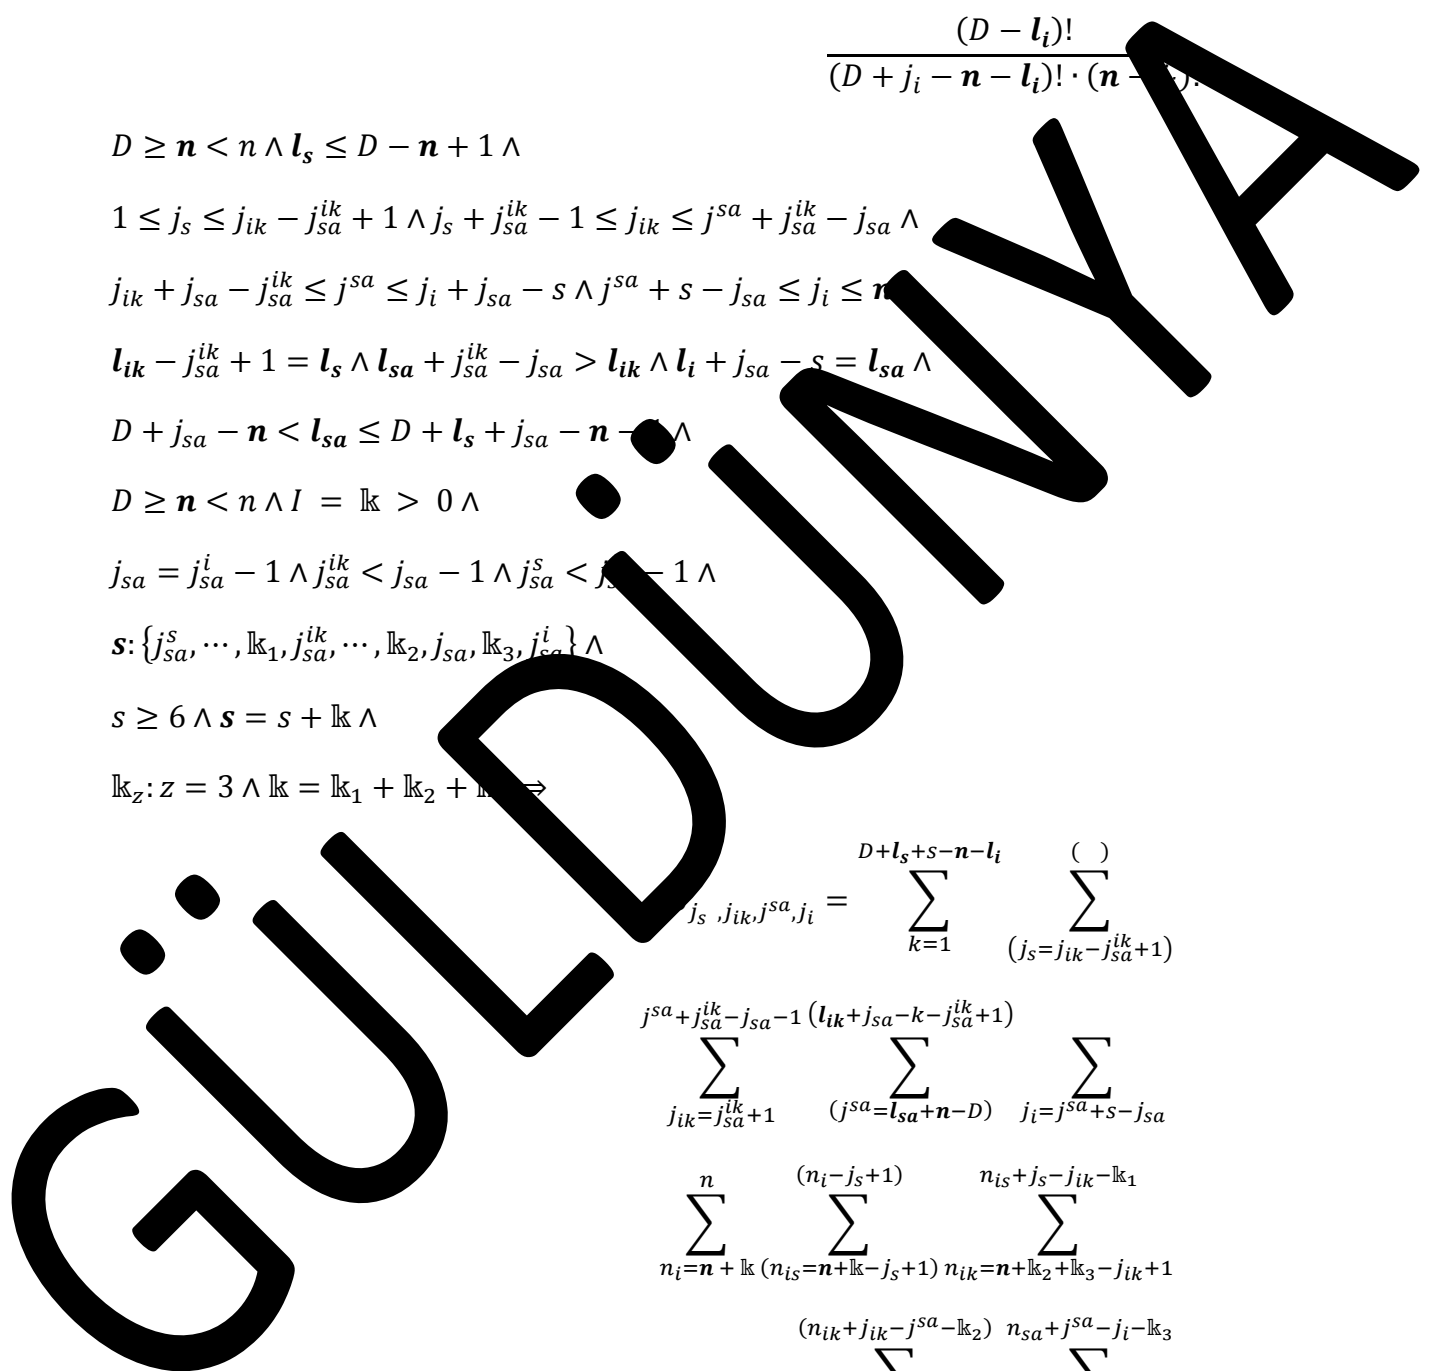 (D − l_i)!
(D + j_i − n − l_i)! · (n −
D ≥ n < n ∧ l_s ≤ D − n + 1 ∧
1 ≤ j_s ≤ j_ik − j_sa^ik + 1 ∧ j_s + j_sa^ik − 1 ≤ j_ik ≤ j^sa + j_sa^ik − j_sa ∧
j_ik + j_sa − j_sa^ik ≤ j^sa ≤ j_i + j_sa − s ∧ j^sa + s − j_sa ≤ j_i ≤ n
l_ik − j_sa^ik + 1 = l_s ∧ l_sa + j_sa^ik − j_sa > l_ik ∧ l_i + j_sa − s = l_sa ∧
D + j_sa − n < l_sa ≤ D + l_s + j_sa − n − ∧
D ≥ n < n ∧ I = 𝕜 > 0 ∧
j_sa = j_sa^i − 1 ∧ j_sa^ik < j_sa − 1 ∧ j_sa^s < − 1 ∧
s: {j_sa^s, ⋯ , 𝕜_1, j_sa^ik, ⋯ , 𝕜_2, j_sa, 𝕜_3, j_sa^i} ∧
s ≥ 6 ∧ s = s + 𝕜 ∧
𝕜_z: z = 3 ∧ 𝕜 = 𝕜_1 + 𝕜_2 + ⇒
D+l_s+s−n−l_i ( )
j_s ,j_ik,j^sa,j_i = ∑ ∑
k=1 (j_s=j_ik−j_sa^ik+1)
j^sa+j_sa^ik−j_sa−1 (l_ik+j_sa−k−j_sa^ik+1)
∑ ∑ ∑
j_ik=j_sa^ik+1 (j^sa=l_sa+n−D) j_i=j^sa+s−j_sa
n (n_i−j_s+1) n_is+j_s−j_ik−𝕜_1
∑ ∑ ∑
n_i=n + 𝕜 (n_is=n+𝕜−j_s+1) n_ik=n+𝕜_2+𝕜_3−j_ik+1
(n_ik+j_ik−j^sa−𝕜_2) n_sa+j^sa−j_i−𝕜_3
∑ ∑
GÜLDÜNYA